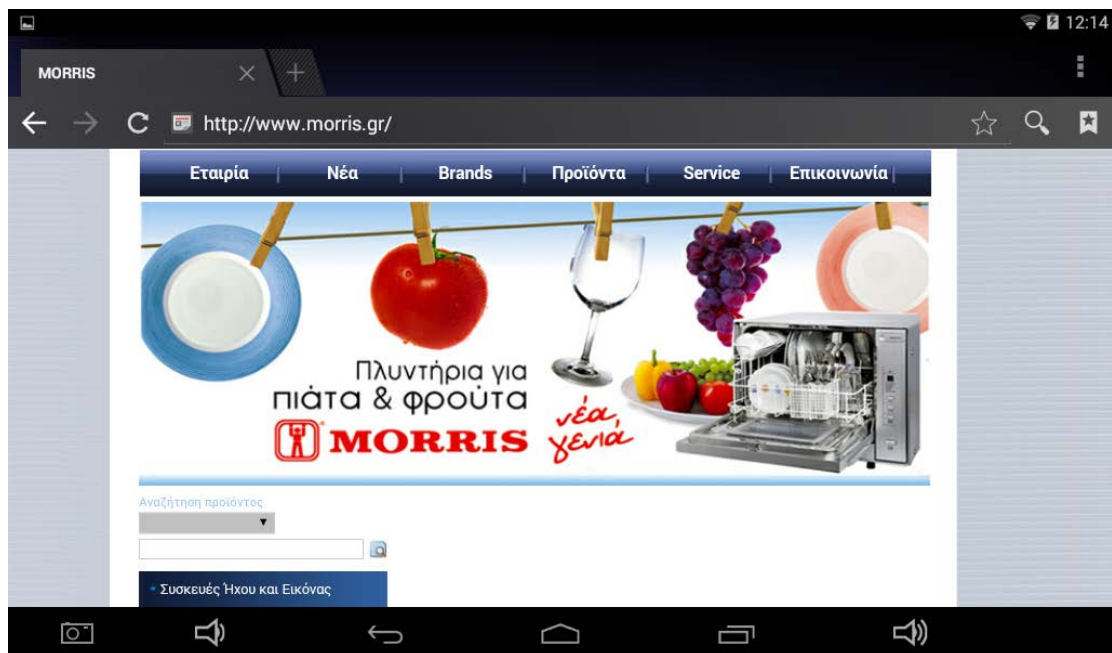 12:14
MORRIS
http://www.morris.gr/
Εταιρία Νέα Brands Προϊόντα Service Επικοινωνία
Πλυντήρια για
πιάτα & φρούτα
MORRIS
νέα
γενιά
Αναζήτηση προϊόντος
Συσκευές Ήχου και Εικόνας